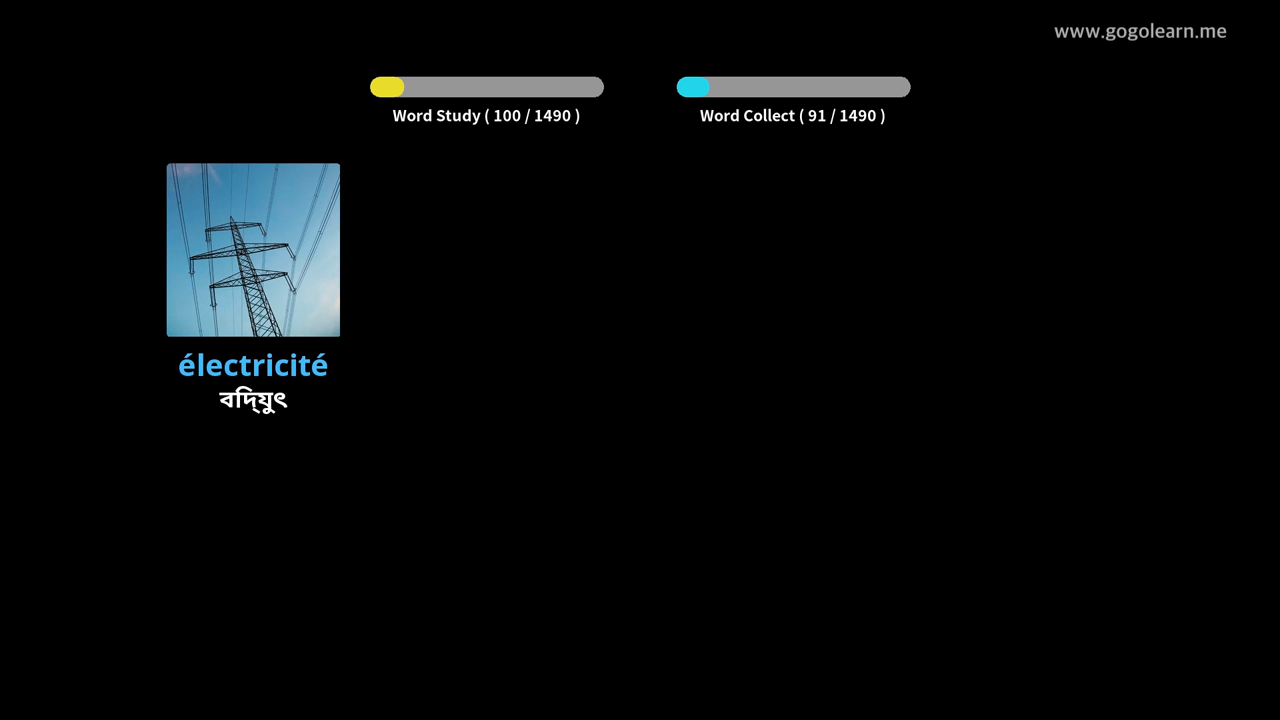 www.gogolearn.me
Word Study ( 100 / 1490 )
Word Collect ( 91 / 1490 )
électricité
বিদ্যুৎ